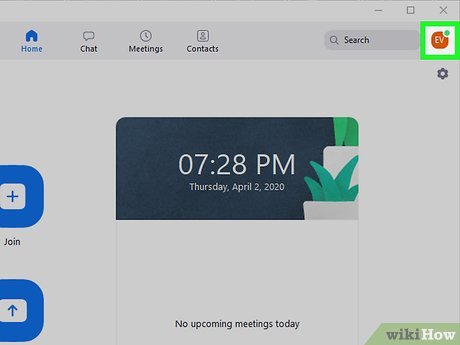 Home
Chat
Meetings
Contacts
Search
EV
07:28 PM
Thursday, April 2, 2020
Join
No upcoming meetings today
wikiHow